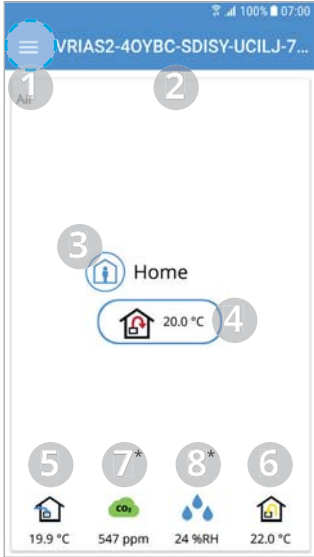 100% 07:00
VRIAS2-4OYBC-SDISY-UCILJ-7...
1
2
Air
3
Home
20.0 °C
4
5
7*
8*
6
CO₂
19.9 °C
547 ppm
24 %RH
22.0 °C